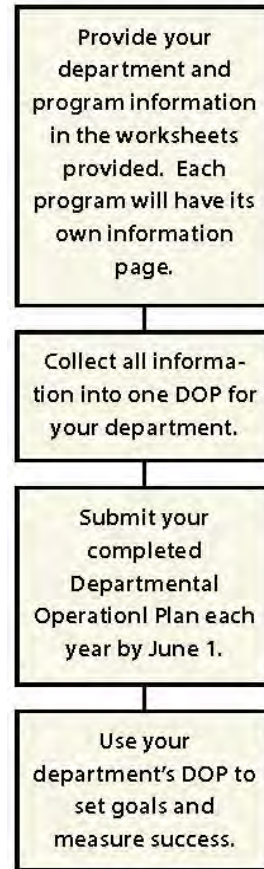 Provide your
department and
program information
in the worksheets
provided. Each
program will have its
own information
page.
Collect all informa-
tion into one DOP for
your department.
Submit your
completed
Departmental
Operationl Plan each
year by June 1.
Use your
department's DOP to
set goals and
measure success.